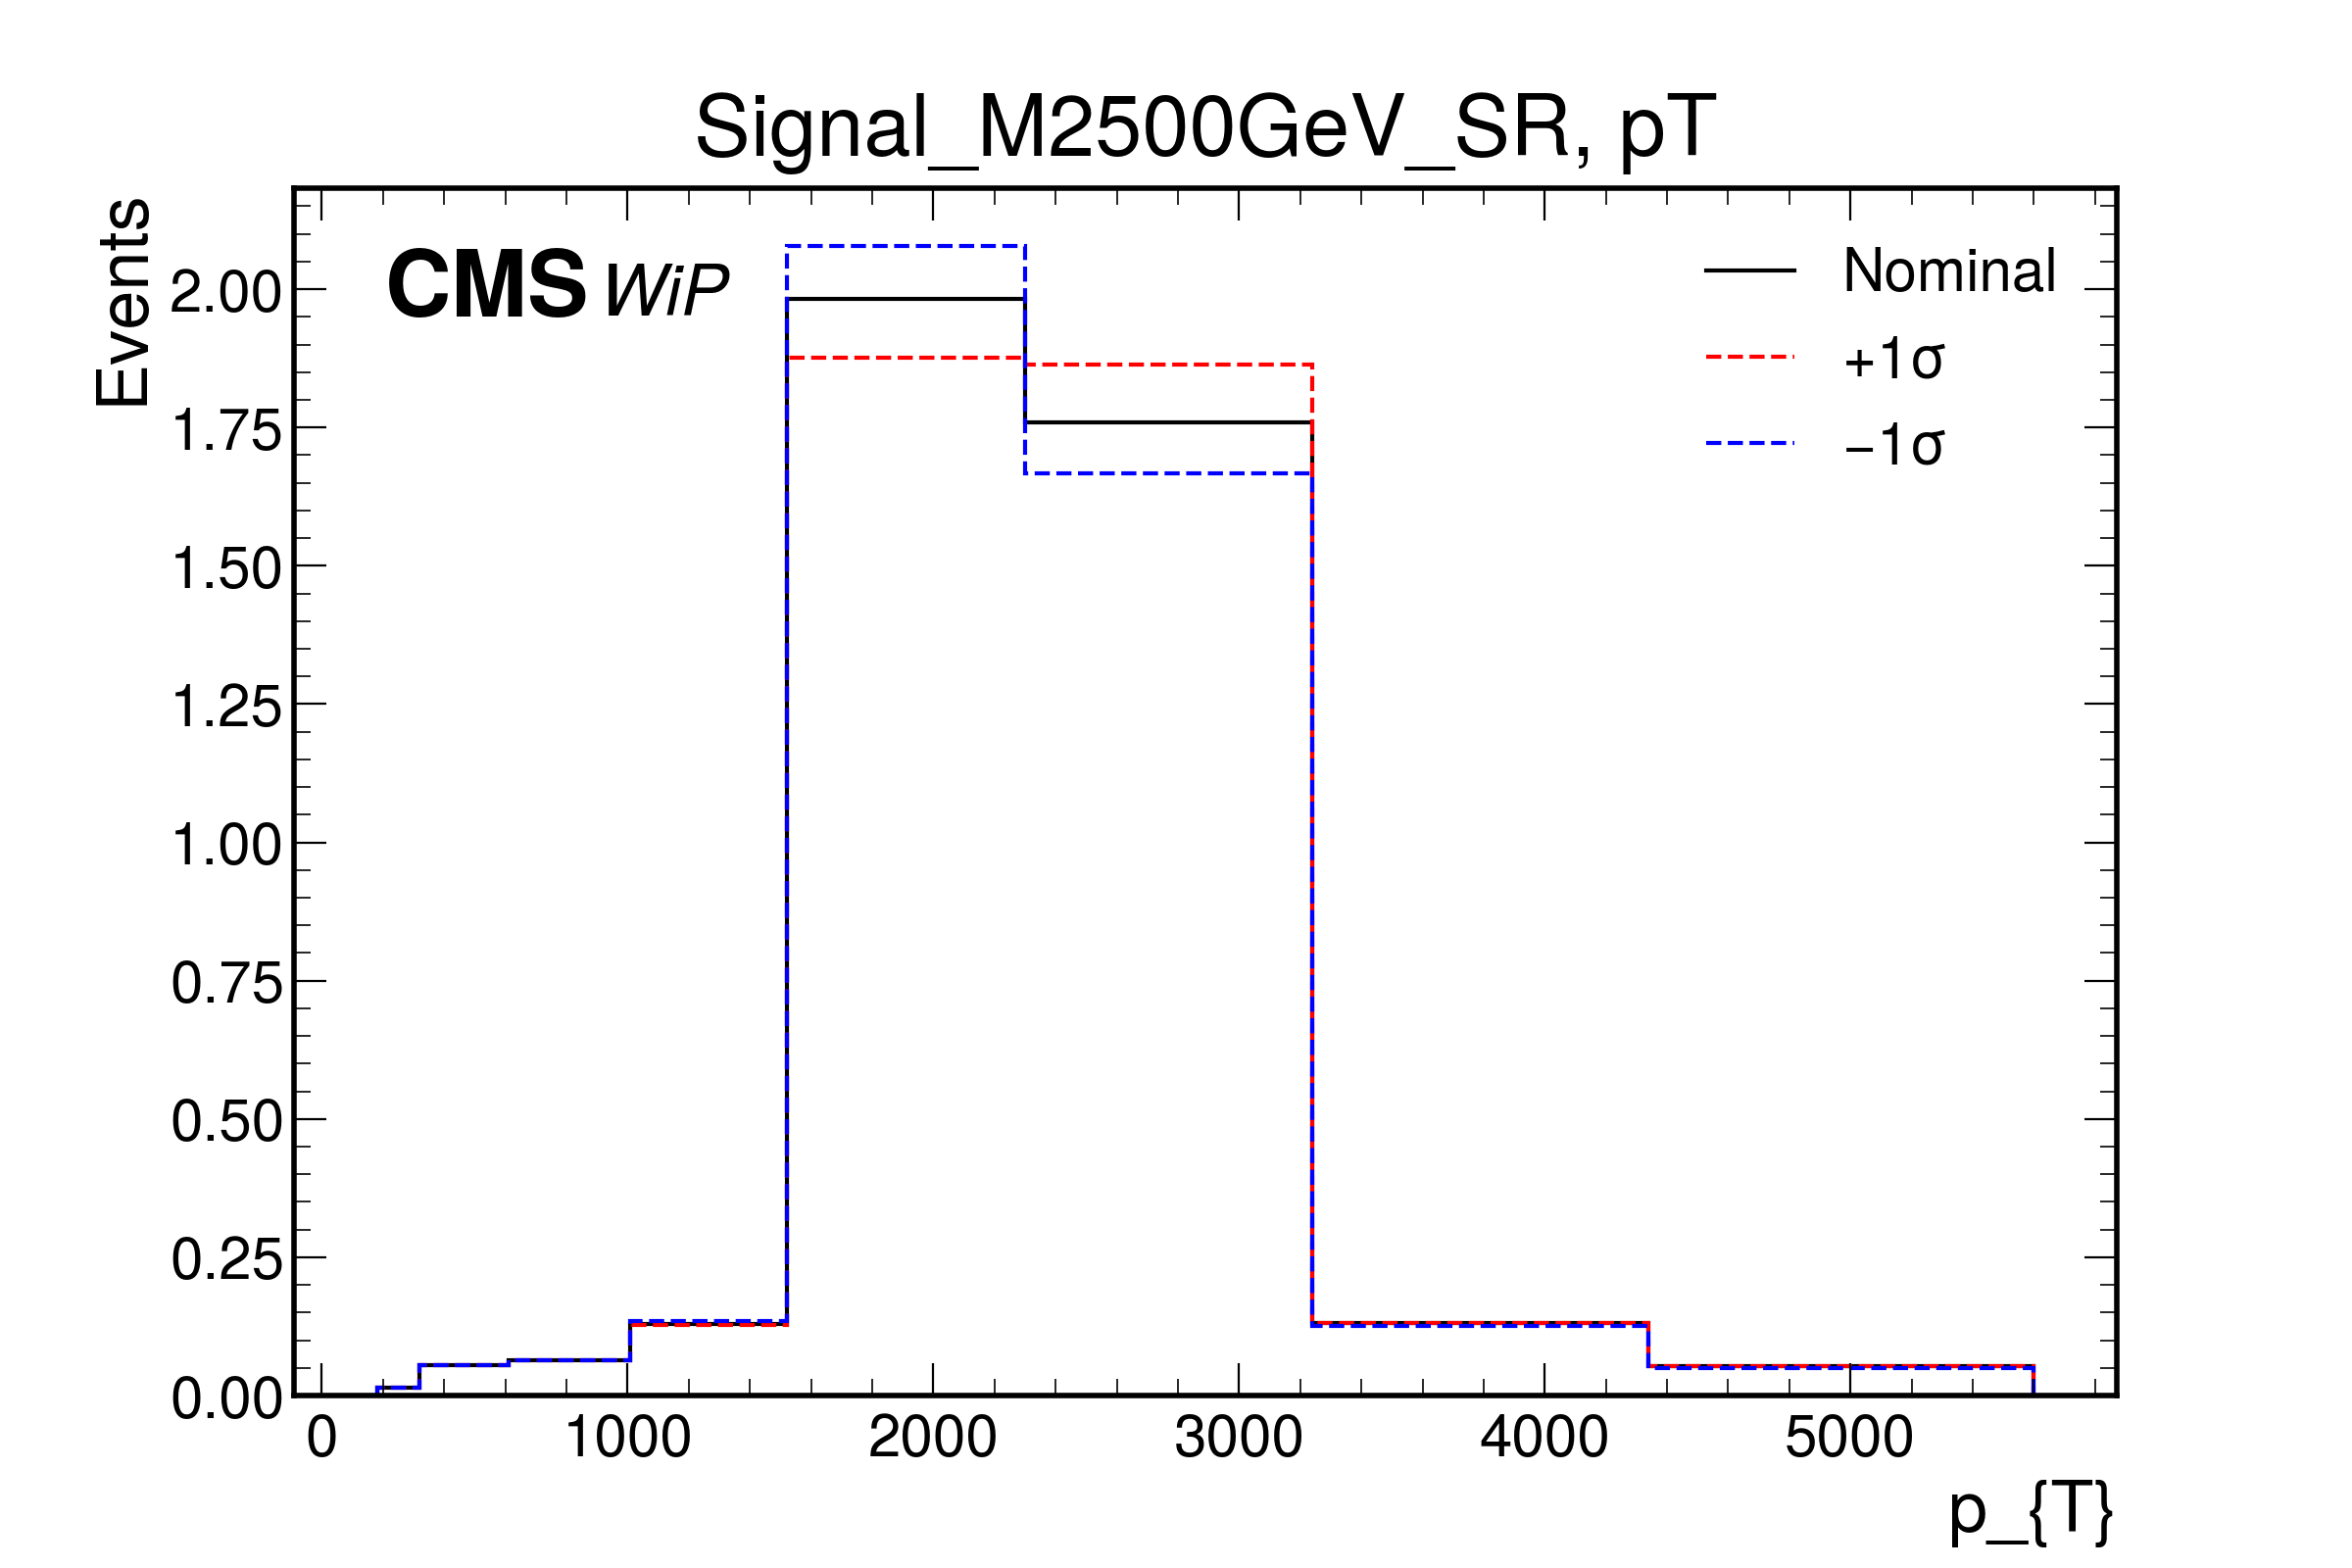 Signal_M2500GeV_SR, pT
Events
CMS WiP
Nominal
+1σ
−1σ
2.00
1.75
1.50
1.25
1.00
0.75
0.50
0.25
0.00
0 1000 2000 3000 4000 5000
p_{T}